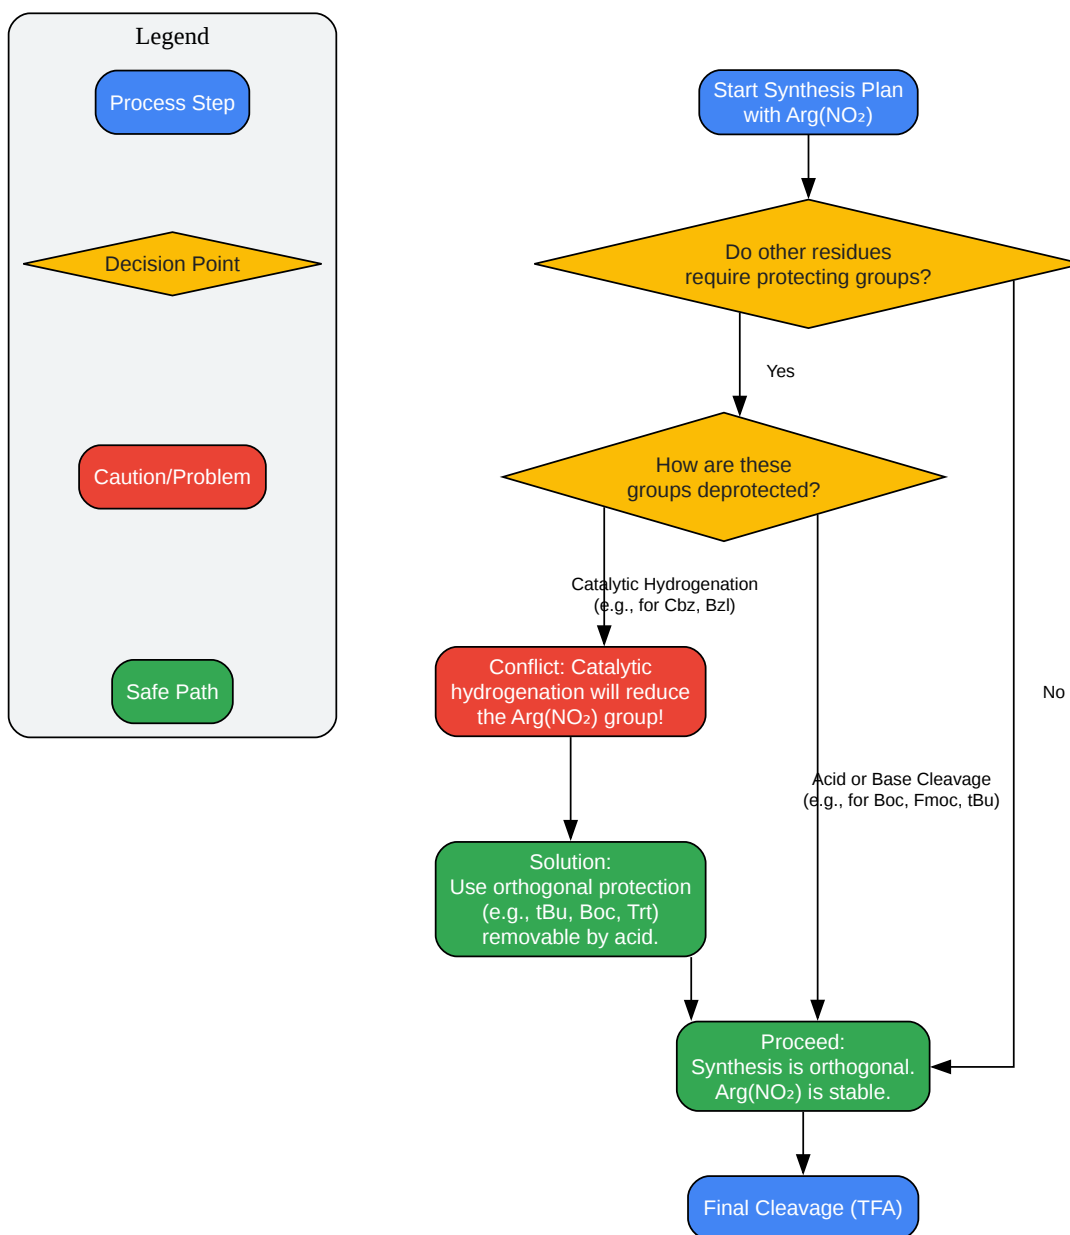 Legend
Process Step
Decision Point
Caution/Problem
Safe Path
Start Synthesis Plan
with Arg(NO₂)
Do other residues
require protecting groups?
Yes
How are these
groups deprotected?
Catalytic Hydrogenation
(e.g., for Cbz, Bzl)
Conflict: Catalytic
hydrogenation will reduce
the Arg(NO₂) group!
No
Acid or Base Cleavage
(e.g., for Boc, Fmoc, tBu)
Solution:
Use orthogonal protection
(e.g., tBu, Boc, Trt)
removable by acid.
Proceed:
Synthesis is orthogonal.
Arg(NO₂) is stable.
Final Cleavage (TFA)